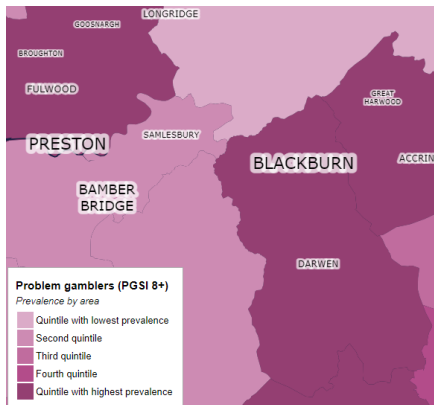 LONGRIDGE
GOOSNARGH
BROUGHTON
FULWOOD
GREAT
HARWOOD
SAMLESBURY
PRESTON
BLACKBURN
ACCRIN
BAMBER
BRIDGE
DARWEN
Problem gamblers (PGSI 8+)
Prevalence by area
Quintile with lowest prevalence
Second quintile
Third quintile
Fourth quintile
Quintile with highest prevalence